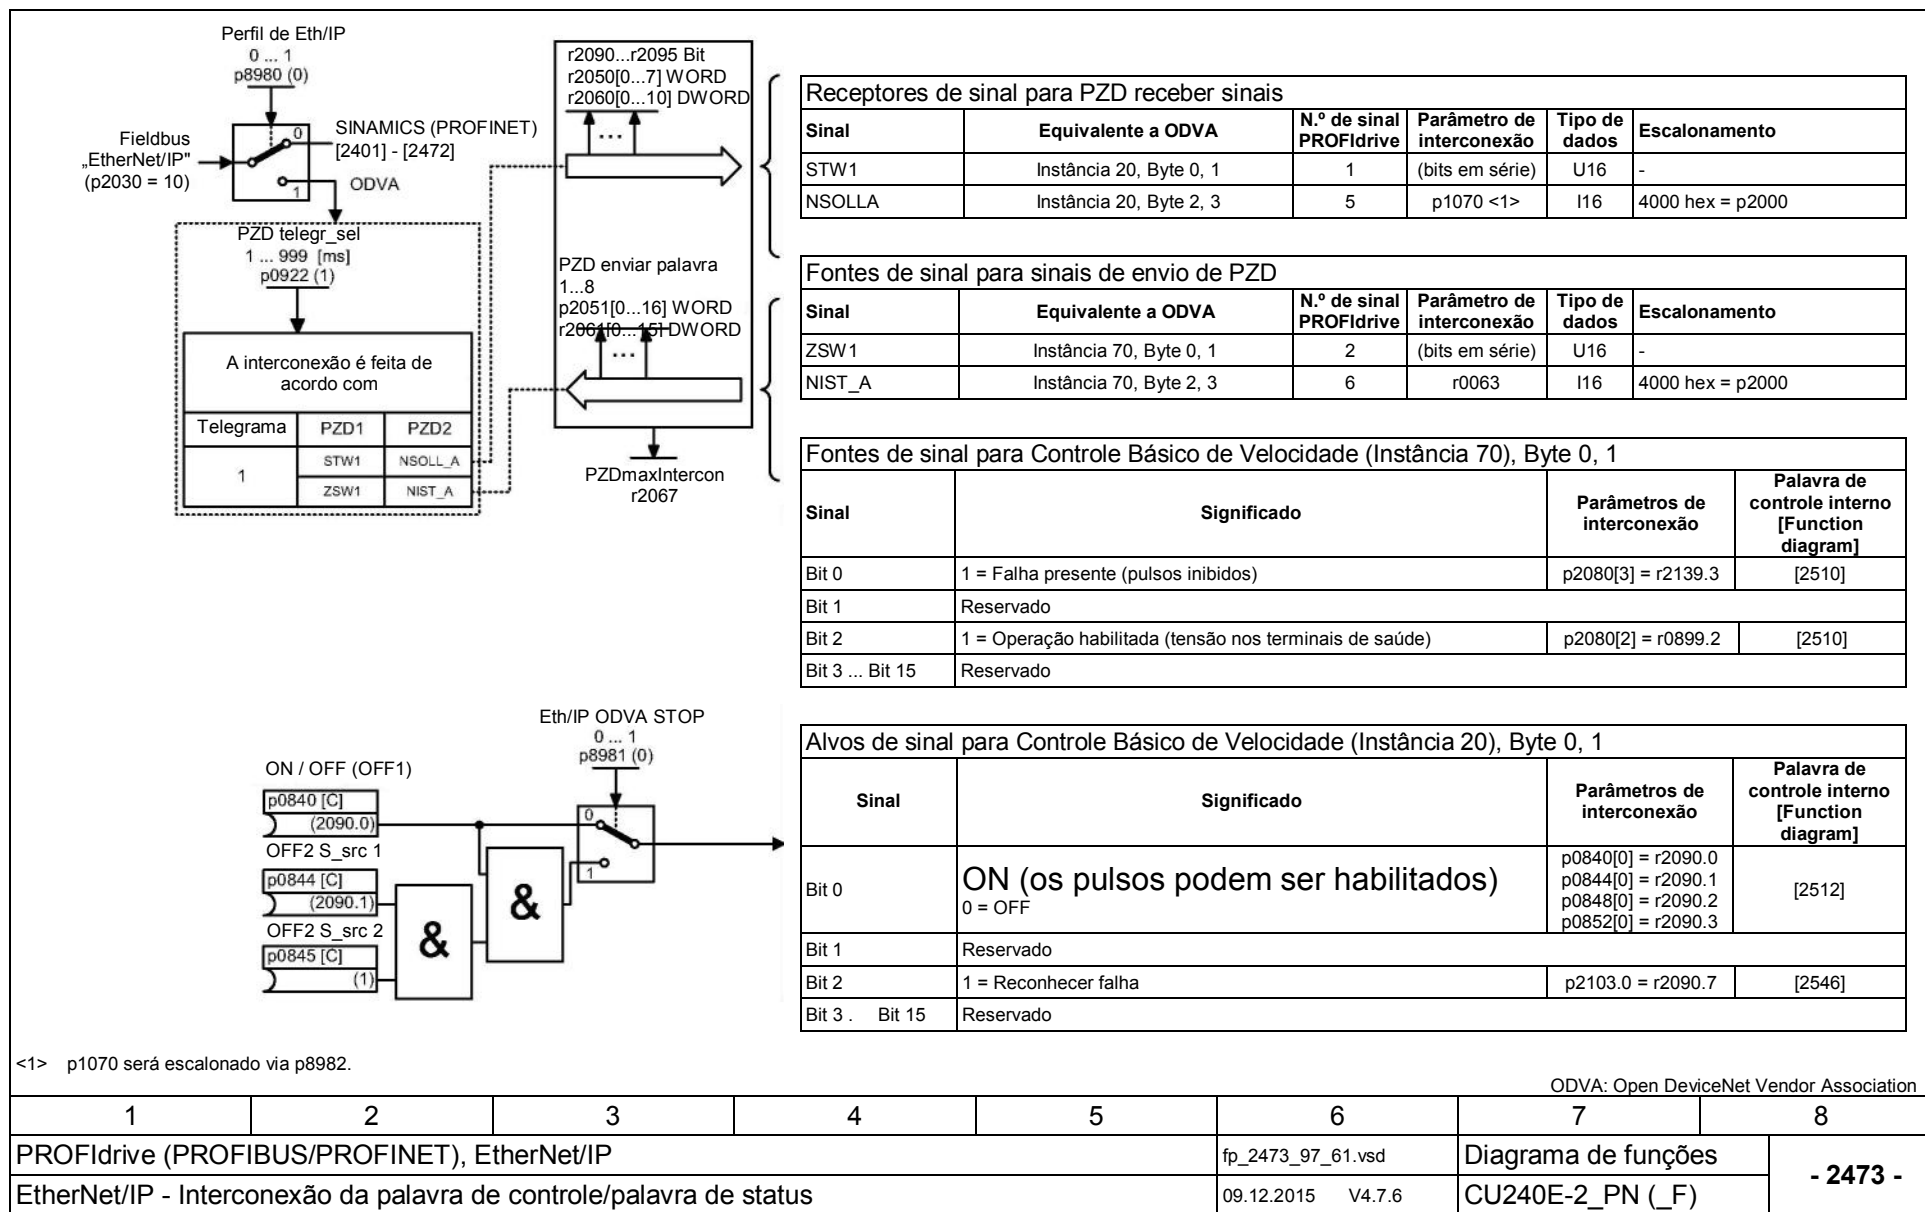 Perfil de Eth/IP
0 ... 1
p8980 (0)
Fieldbus
„EtherNet/IP"
(p2030 = 10)
0
1
SINAMICS (PROFINET)
[2401] - [2472]
ODVA
PZD telegr_sel
1 ... 999 [ms]
p0922 (1)
A interconexão é feita de
acordo com
Telegrama PZD1 PZD2
1 STW1 NSOLL_A
ZSW1 NIST_A
r2090...r2095 Bit
r2050[0...7] WORD
r2060[0...10] DWORD
...
PZD enviar palavra
1...8
p2051[0...16] WORD
r2061[0...15] DWORD
...
PZDmaxIntercon
r2067
Receptores de sinal para PZD receber sinais
Sinal Equivalente a ODVA N.º de sinal PROFIdrive Parâmetro de interconexão Tipo de dados Escalonamento
STW1 Instância 20, Byte 0, 1 1 (bits em série) U16 -
NSOLLA Instância 20, Byte 2, 3 5 p1070 <1> I16 4000 hex = p2000
Fontes de sinal para sinais de envio de PZD
Sinal Equivalente a ODVA N.º de sinal PROFIdrive Parâmetro de interconexão Tipo de dados Escalonamento
ZSW1 Instância 70, Byte 0, 1 2 (bits em série) U16 -
NIST_A Instância 70, Byte 2, 3 6 r0063 I16 4000 hex = p2000
Fontes de sinal para Controle Básico de Velocidade (Instância 70), Byte 0, 1
Sinal Significado Parâmetros de interconexão Palavra de controle interno [Function diagram]
Bit 0 1 = Falha presente (pulsos inibidos) p2080[3] = r2139.3 [2510]
Bit 1 Reservado
Bit 2 1 = Operação habilitada (tensão nos terminais de saúde) p2080[2] = r0899.2 [2510]
Bit 3 ... Bit 15 Reservado
Eth/IP ODVA STOP
0 ... 1
p8981 (0)
0
1
ON / OFF (OFF1)
p0840 [C]
(2090.0)
OFF2 S_src 1
p0844 [C]
(2090.1)
OFF2 S_src 2
p0845 [C]
(1)
&
&
Alvos de sinal para Controle Básico de Velocidade (Instância 20), Byte 0, 1
Sinal Significado Parâmetros de interconexão Palavra de controle interno [Function diagram]
Bit 0 ON (os pulsos podem ser habilitados)
0 = OFF
p0840[0] = r2090.0
p0844[0] = r2090.1
p0848[0] = r2090.2
p0852[0] = r2090.3
[2512]
Bit 1 Reservado
Bit 2 1 = Reconhecer falha p2103.0 = r2090.7 [2546]
Bit 3 . Bit 15 Reservado
<1> p1070 será escalonado via p8982.
ODVA: Open DeviceNet Vendor Association
1 2 3 4 5 6 7 8
PROFIdrive (PROFIBUS/PROFINET), EtherNet/IP fp_2473_97_61.vsd Diagrama de funções - 2473 -
EtherNet/IP - Interconexão da palavra de controle/palavra de status 09.12.2015 V4.7.6 CU240E-2_PN (_F)